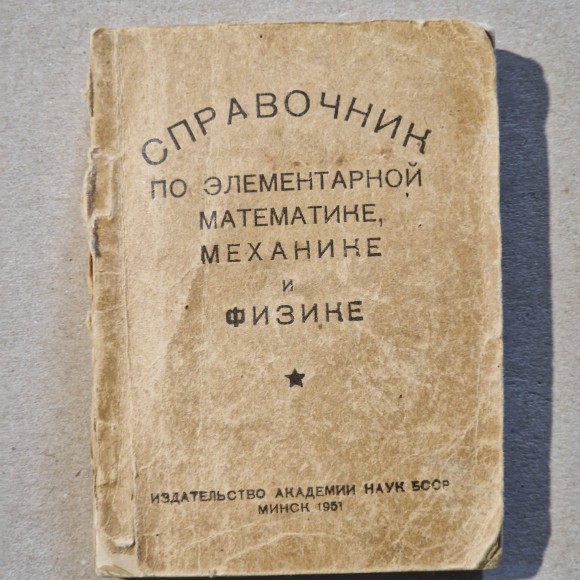 СПРАВОЧНИК
ПО ЭЛЕМЕНТАРНОЙ
МАТЕМАТИКЕ,
МЕХАНИКЕ
И
ФИЗИКЕ
ИЗДАТЕЛЬСТВО АКАДЕМИИ НАУК БССР
МИНСК 1951